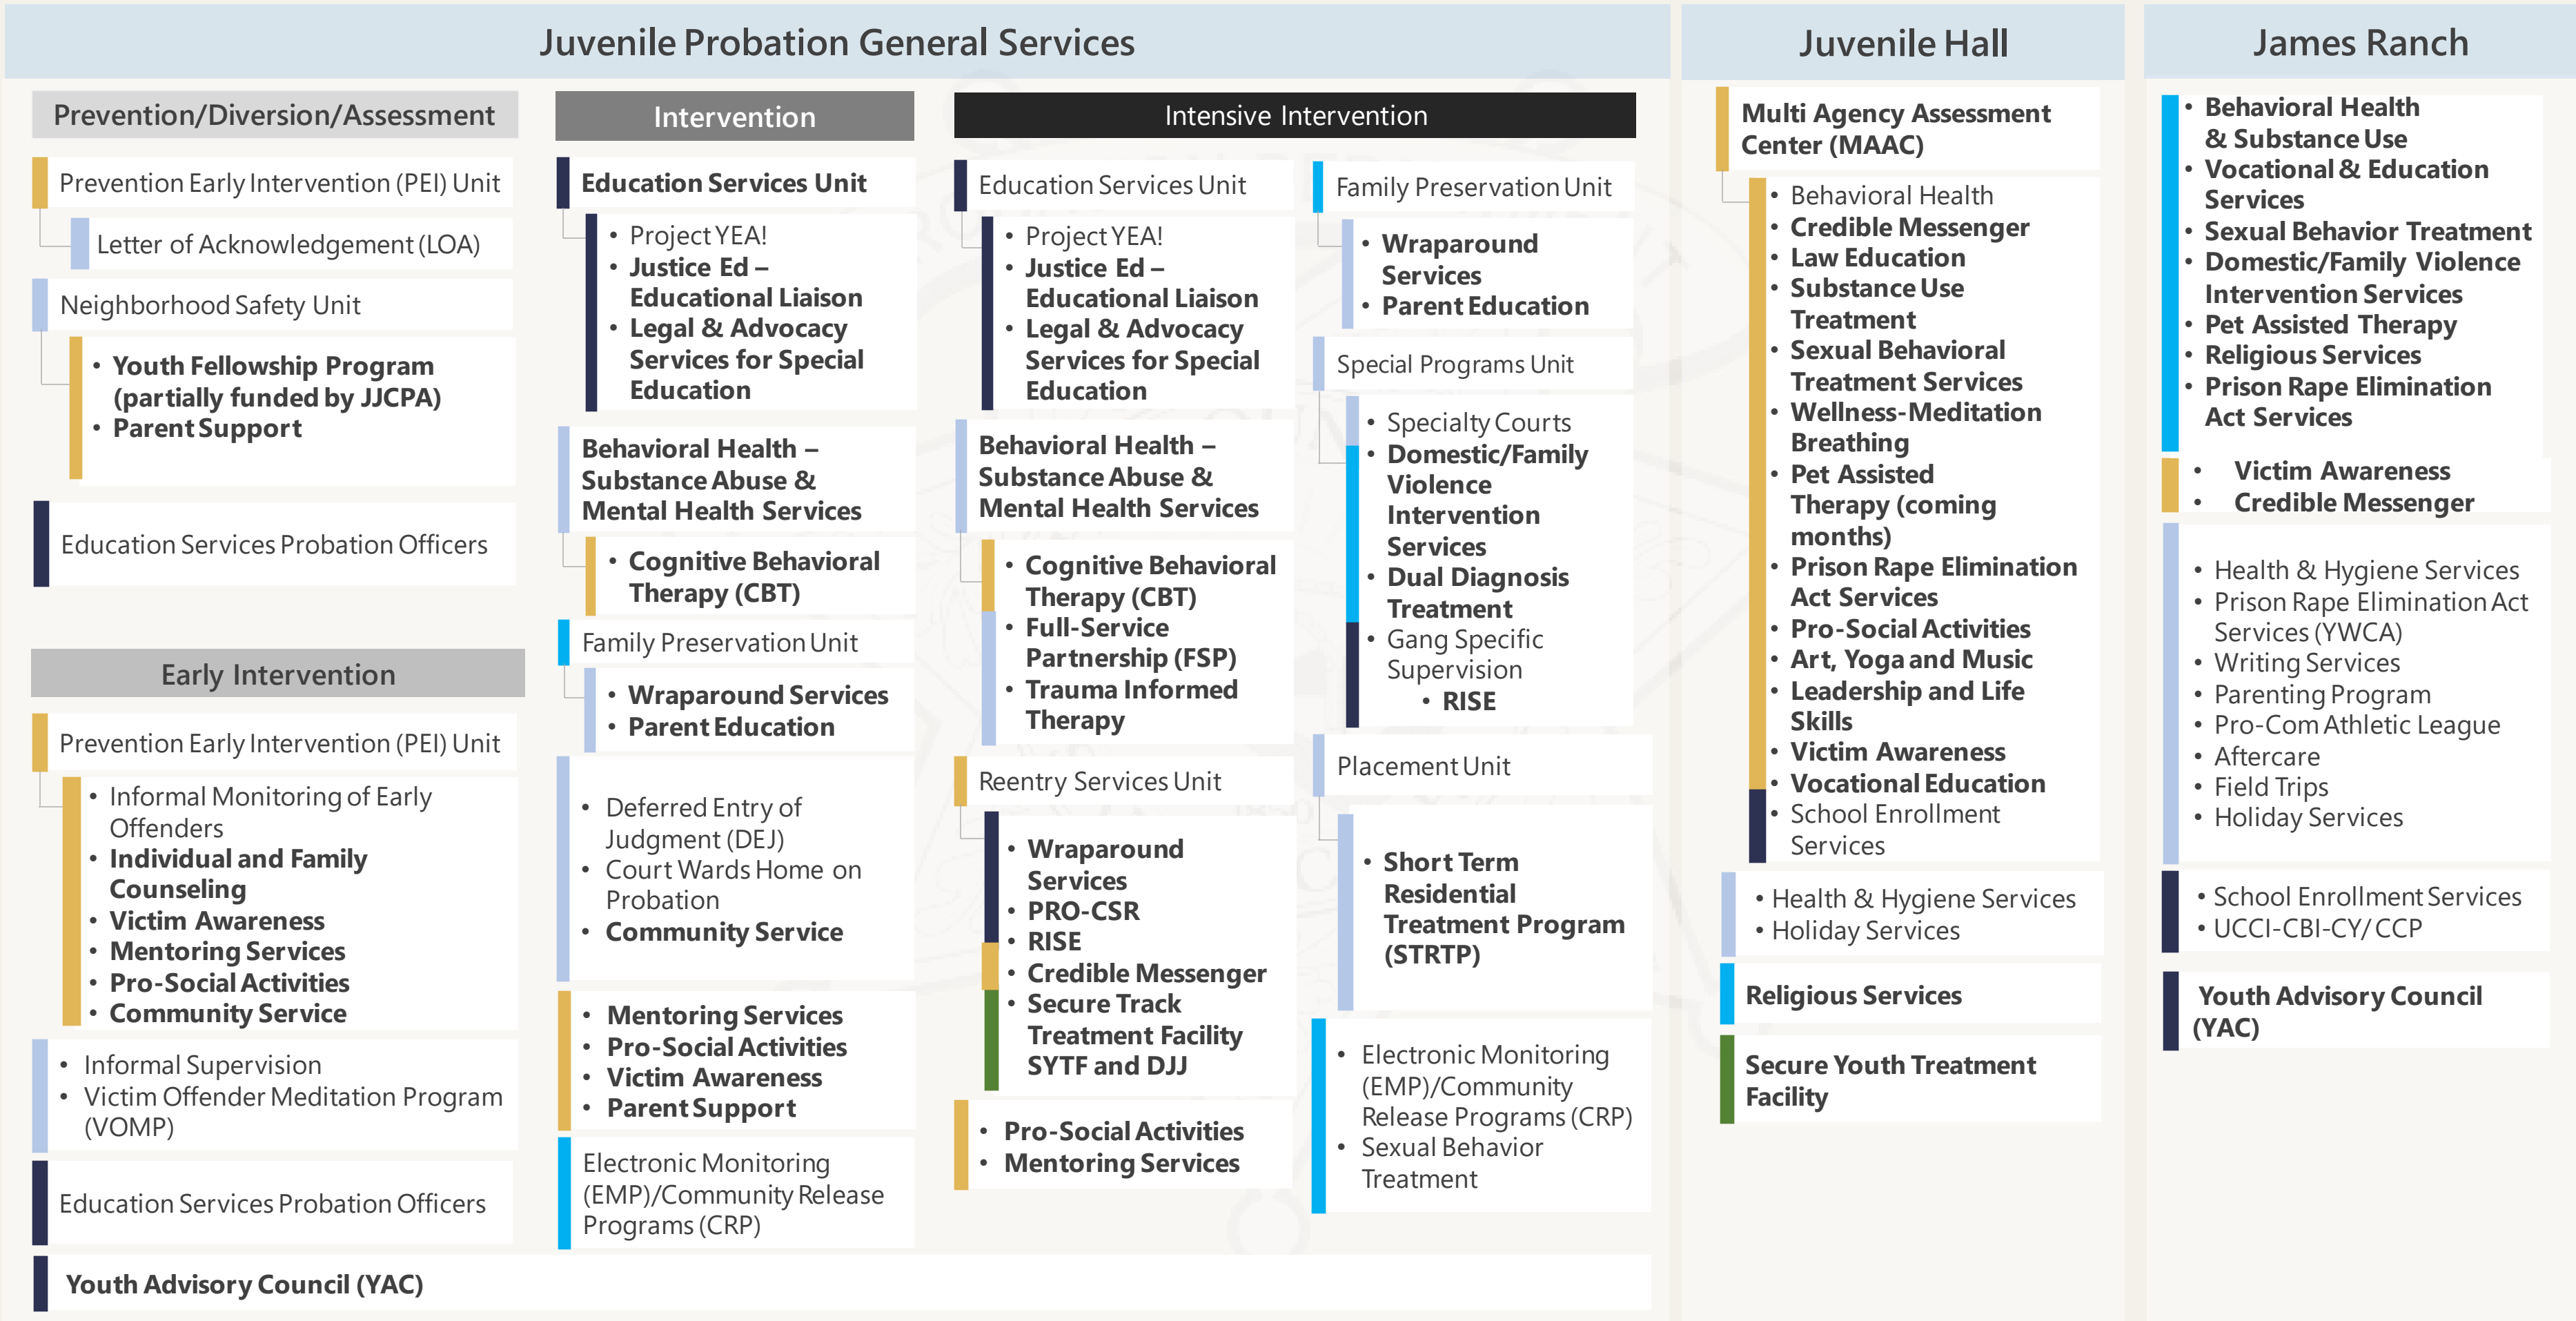 Juvenile Probation General Services
Prevention/Diversion/Assessment
Prevention Early Intervention (PEI) Unit
Letter of Acknowledgement (LOA)
Neighborhood Safety Unit
• Youth Fellowship Program
(partially funded by JJCPA)
• Parent Support
Education Services Probation Officers
Early Intervention
Prevention Early Intervention (PEI) Unit
• Informal Monitoring of Early
Offenders
• Individual and Family
Counseling
• Victim Awareness
• Mentoring Services
• Pro-Social Activities
• Community Service
• Informal Supervision
• Victim Offender Meditation Program
(VOMP)
Education Services Probation Officers
Youth Advisory Council (YAC)
Intervention
Education Services Unit
• Project YEA!
• Justice Ed –
Educational Liaison
• Legal & Advocacy
Services for Special
Education
Behavioral Health –
Substance Abuse &
Mental Health Services
• Cognitive Behavioral
Therapy (CBT)
Family Preservation Unit
• Wraparound Services
• Parent Education
• Deferred Entry of
Judgment (DEJ)
• Court Wards Home on
Probation
• Community Service
• Mentoring Services
• Pro-Social Activities
• Victim Awareness
• Parent Support
Electronic Monitoring
(EMP)/Community Release
Programs (CRP)
Intensive Intervention
Education Services Unit
• Project YEA!
• Justice Ed –
Educational Liaison
• Legal & Advocacy
Services for Special
Education
Behavioral Health –
Substance Abuse &
Mental Health Services
• Cognitive Behavioral
Therapy (CBT)
• Full-Service
Partnership (FSP)
• Trauma Informed
Therapy
Reentry Services Unit
• Wraparound
Services
• PRO-CSR
• RISE
• Credible Messenger
• Secure Track
Treatment Facility
SYTF and DJJ
• Pro-Social Activities
• Mentoring Services
Family Preservation Unit
• Wraparound
Services
• Parent Education
Special Programs Unit
• Specialty Courts
• Domestic/Family
Violence
Intervention
Services
• Dual Diagnosis
Treatment
• Gang Specific
Supervision
• RISE
Placement Unit
• Short Term
Residential
Treatment Program
(STRTP)
• Electronic Monitoring
(EMP)/Community
Release Programs (CRP)
• Sexual Behavior
Treatment
Juvenile Hall
Multi Agency Assessment
Center (MAAC)
• Behavioral Health
• Credible Messenger
• Law Education
• Substance Use
Treatment
• Sexual Behavioral
Treatment Services
• Wellness-Meditation
Breathing
• Pet Assisted
Therapy (coming
months)
• Prison Rape Elimination
Act Services
• Pro-Social Activities
• Art, Yoga and Music
• Leadership and Life
Skills
• Victim Awareness
• Vocational Education
• School Enrollment
Services
• Health & Hygiene Services
• Holiday Services
Religious Services
Secure Youth Treatment
Facility
James Ranch
• Behavioral Health
& Substance Use
• Vocational & Education
Services
• Sexual Behavior Treatment
• Domestic/Family Violence
Intervention Services
• Pet Assisted Therapy
• Religious Services
• Prison Rape Elimination
Act Services
• Victim Awareness
• Credible Messenger
• Health & Hygiene Services
• Prison Rape Elimination Act
Services (YWCA)
• Writing Services
• Parenting Program
• Pro-Com Athletic League
• Aftercare
• Field Trips
• Holiday Services
• School Enrollment Services
• UCCI-CBI-CY/ CCP
Youth Advisory Council
(YAC)